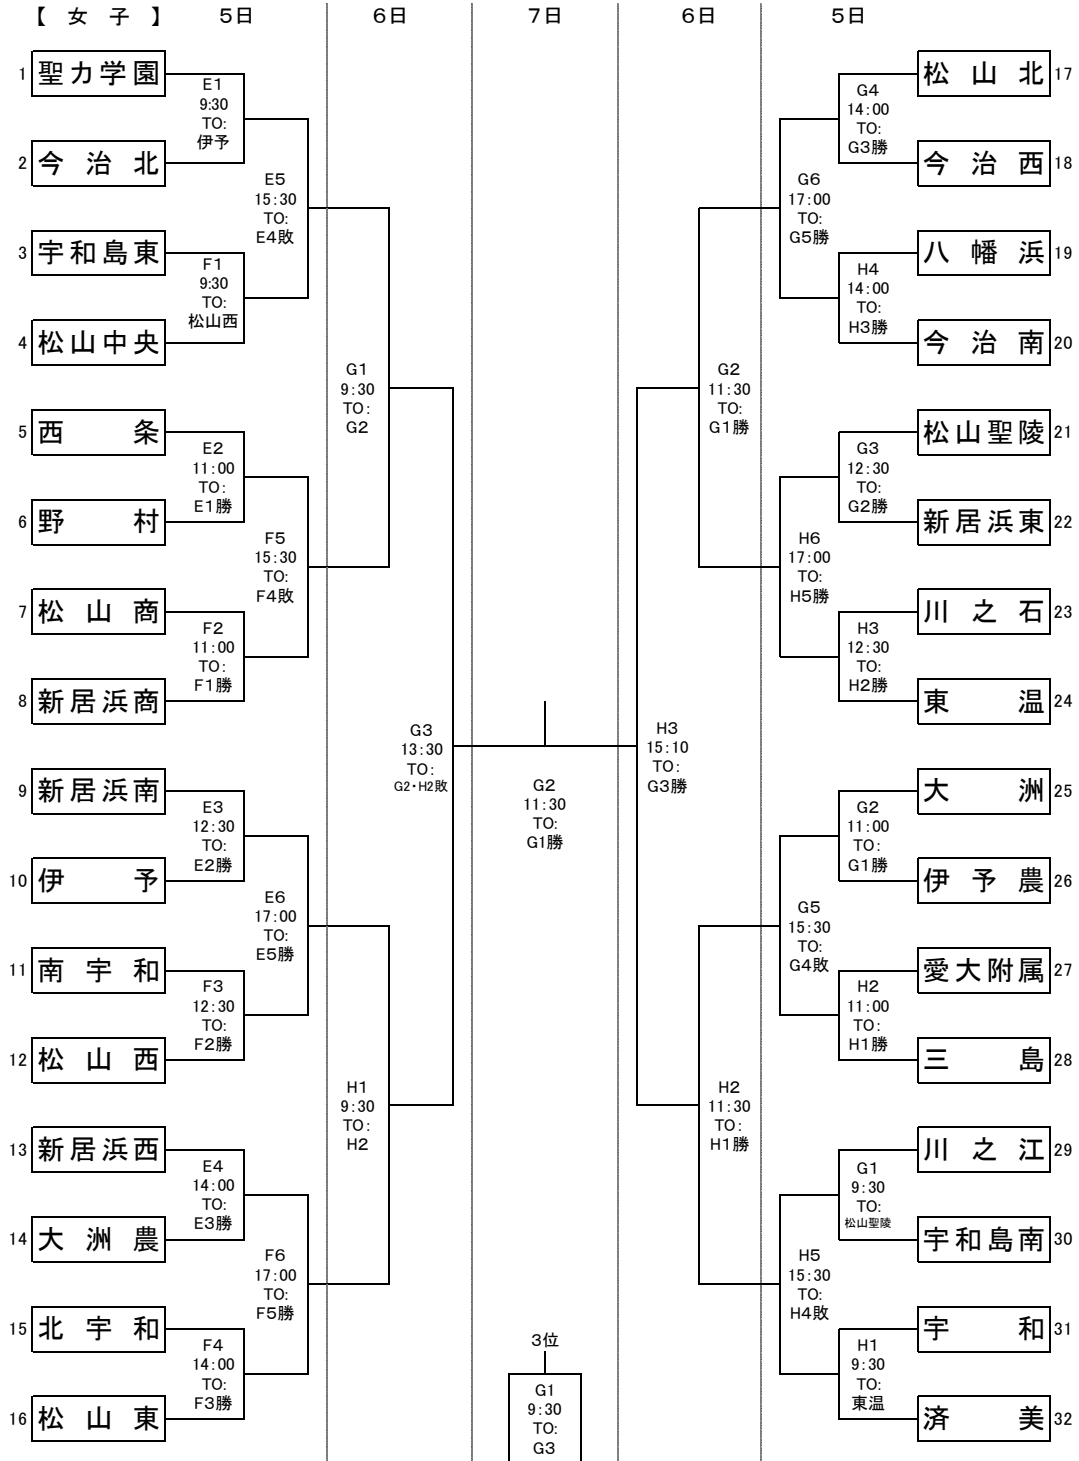 【 女 子 】 5日 6日 7日 6日 5日
1 聖カ学園
E1
9:30
TO:
伊予
2 今治北
E5
15:30
TO:
E4敗
3 宇和島東
F1
9:30
TO:
松山西
4 松山中央
G1
9:30
TO:
G2
5 西条
E2
11:00
TO:
E1勝
6 野村
F5
15:30
TO:
F4敗
7 松山商
F2
11:00
TO:
F1勝
8 新居浜商
G3
13:30
TO:
G2・H2敗
9 新居浜南
E3
12:30
TO:
E2勝
10 伊予
E6
17:00
TO:
E5勝
11 南宇和
F3
12:30
TO:
F2勝
12 松山西
H1
9:30
TO:
H2
13 新居浜西
E4
14:00
TO:
E3勝
14 大洲農
F6
17:00
TO:
F5勝
15 北宇和
F4
14:00
TO:
F3勝
16 松山東
G2
11:30
TO:
G1勝
3位
G1
9:30
TO:
G3
松山北 17
G4
14:00
TO:
G3勝
今治西 18
G6
17:00
TO:
G5勝
八幡浜 19
H4
14:00
TO:
H3勝
今治南 20
G2
11:30
TO:
G1勝
松山聖陵 21
G3
12:30
TO:
G2勝
新居浜東 22
H6
17:00
TO:
H5勝
川之石 23
H3
12:30
TO:
H2勝
東温 24
H3
15:10
TO:
G3勝
大洲 25
G2
11:00
TO:
G1勝
伊予農 26
G5
15:30
TO:
G4敗
愛大附属 27
H2
11:00
TO:
H1勝
三島 28
H2
11:30
TO:
H1勝
川之江 29
G1
9:30
TO:
松山聖陵
宇和島南 30
H5
15:30
TO:
H4敗
宇和 31
H1
9:30
TO:
東温
済美 32